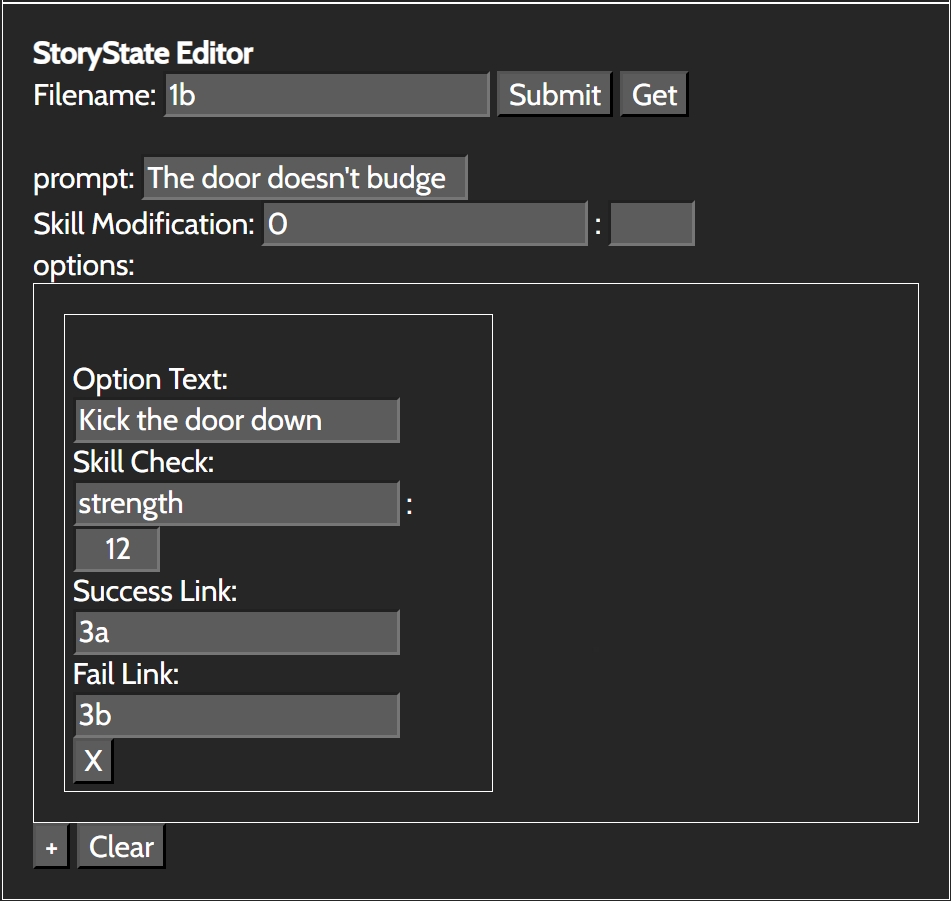 StoryState Editor
Filename: 1b Submit Get
prompt: The door doesn't budge
Skill Modification: 0 :
options:
Option Text:
Kick the door down
Skill Check:
strength :
12
Success Link:
3a
Fail Link:
3b
X
+ Clear